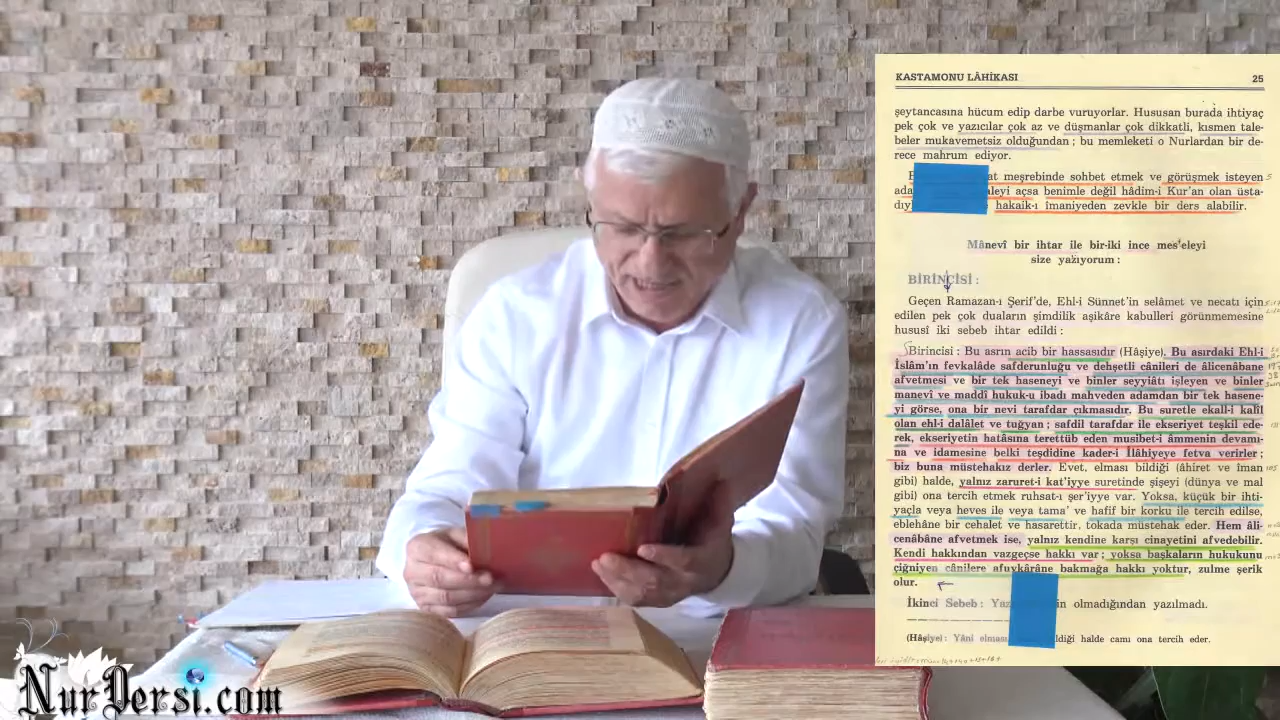 KASTAMONU LÂHİKASI 25
şeytancasına hücum edip darbe vuruyorlar. Hususan burada ihtiyaç
pek çok ve yazıcılar çok az ve düşmanlar çok dikkatli, kısmen tale-
beler mukavemetsiz olduğundan ; bu memleketi o Nurlardan bir de-
rece mahrum ediyor.
meşrebinde sohbet etmek ve görüşmek isteyen
açsa benimle değil hâdim-i Kur'an olan üsta-
hakaik-ı imaniyeden zevkle bir ders alabilir.
Mânevî bir ihtar ile bir-iki ince mes'eleyi
size yazıyorum :
BİRİNCİSİ :
Geçen Ramazan-ı Şerif'de, Ehl-i Sünnet'in selâmet ve necatı için
edilen pek çok duaların şimdilik aşikâre kabulleri görünmemesine
hususî iki sebeb ihtar edildi :
Birincisi : Bu asrın acib bir hassasıdır (Hâşiye). Bu asırdaki Ehl-i
İslâm'ın fevkalâde safderunluğu ve dehşetli cânileri de âlicenâbane
afvetmesi ve bir tek haseneyi ve binler seyyiâtı işleyen ve binler
manevî ve maddî hukuk-u ibadı mahveden adamdan bir tek hasene-
yi görse, ona bir nevi tarafdar çıkmasıdır. Bu suretle ekall-i kalîl
olan ehl-i dalâlet ve tuğyan ; safdil tarafdar ile ekseriyet teşkil ede-
rek, ekseriyetin hatâsına terettüb eden musibet-i âmmenin devamı-
na ve idamesine belki teşdidine kader-i İlâhiyeye fetva verirler ;
biz buna müstehakız derler. Evet, elması bildiği (âhiret ve iman
gibi) halde, yalnız zaruret-i kat'iyye suretinde şişeyi (dünya ve mal
gibi) ona tercih etmek ruhsat-ı şer'iyye var. Yoksa, küçük bir ihti-
yaçla veya heves ile veya tama' ve hafif bir korku ile tercih edilse,
eblehâne bir cehalet ve hasarettir, tokada müstehak eder. Hem âli-
cenâbâne afvetmek ise, yalnız kendine karşı cinayetini afvedebilir.
Kendi hakkından vazgeçse hakkı var ; yoksa başkaların hukukunu
çiğniyen cânilere afuvkârâne bakmağa hakkı yoktur, zulme şerik
olur.
İkinci Sebeb : olmadığından yazılmadı.
(Hâşiye) : Yâni elması halde camı ona tercih eder.
NurDersi.com